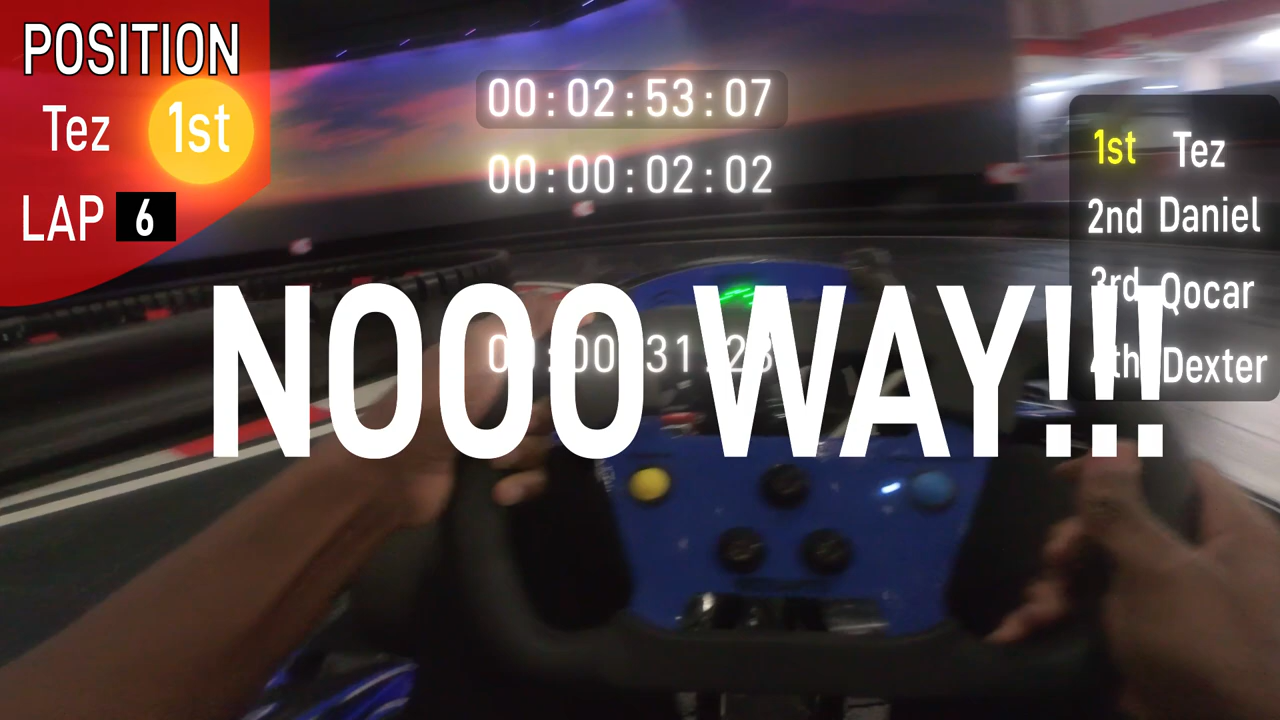 POSITION
Tez 1st
LAP 6
00:02:53:07
00:00:02:02
1st Tez
2nd Daniel
3rd Qocar
4th Dexter
NOOO WAY!!!